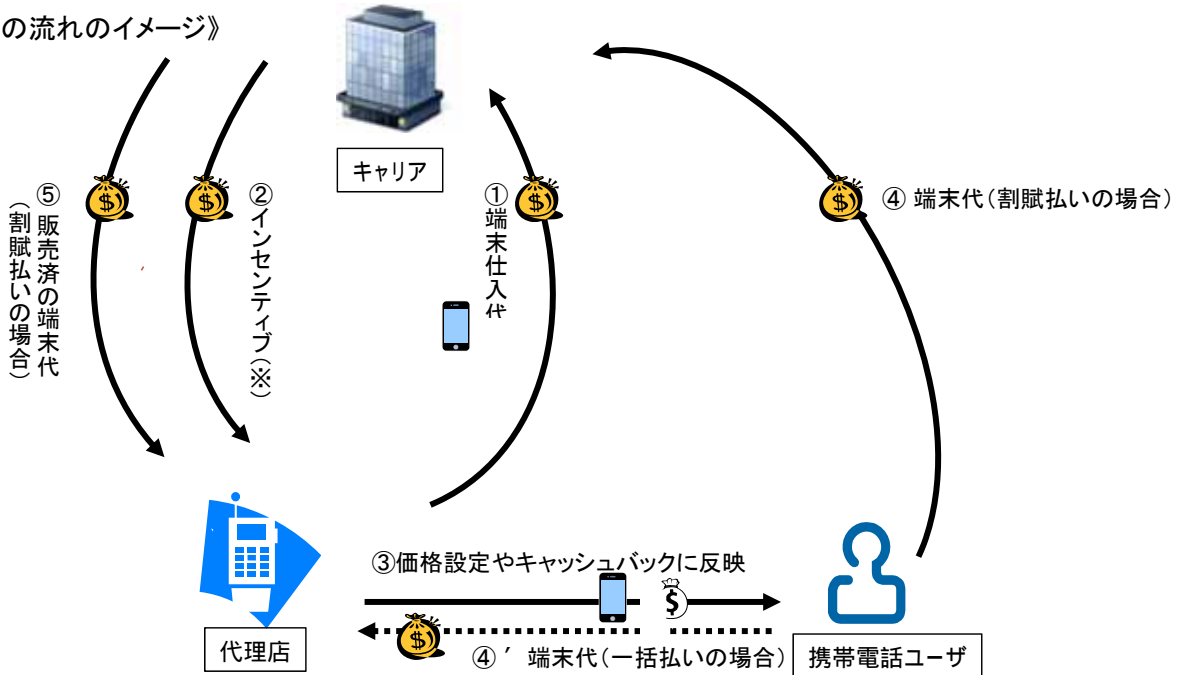 の流れのイメージ》
キャリア
⑤販売済の端末代
(割賦払いの場合)
②インセンティブ(※)
①端末仕入代
④ 端末代(割賦払いの場合)
③価格設定やキャッシュバックに反映
代理店
④ ′ 端末代(一括払いの場合)
携帯電話ユーザ